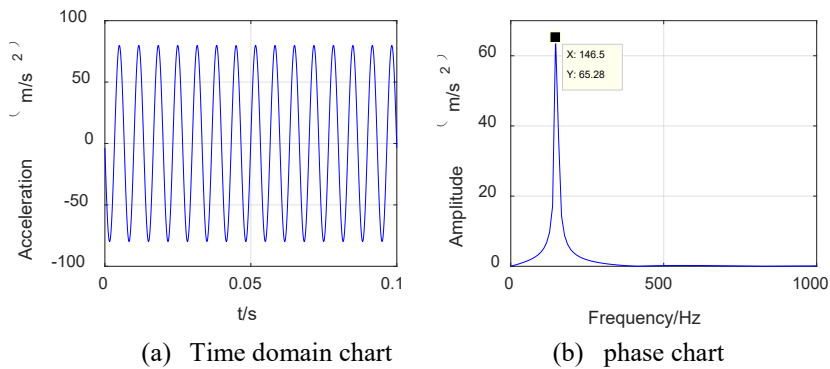 100
50
0
-50
-100
Acceleration ( m/s 2 )
0
0.05
0.1
t/s
60
40
20
0
Amplitude ( m/s 2 )
X: 146.5
Y: 65.28
0
500
1000
Frequency/Hz
(a) Time domain chart
(b) phase chart